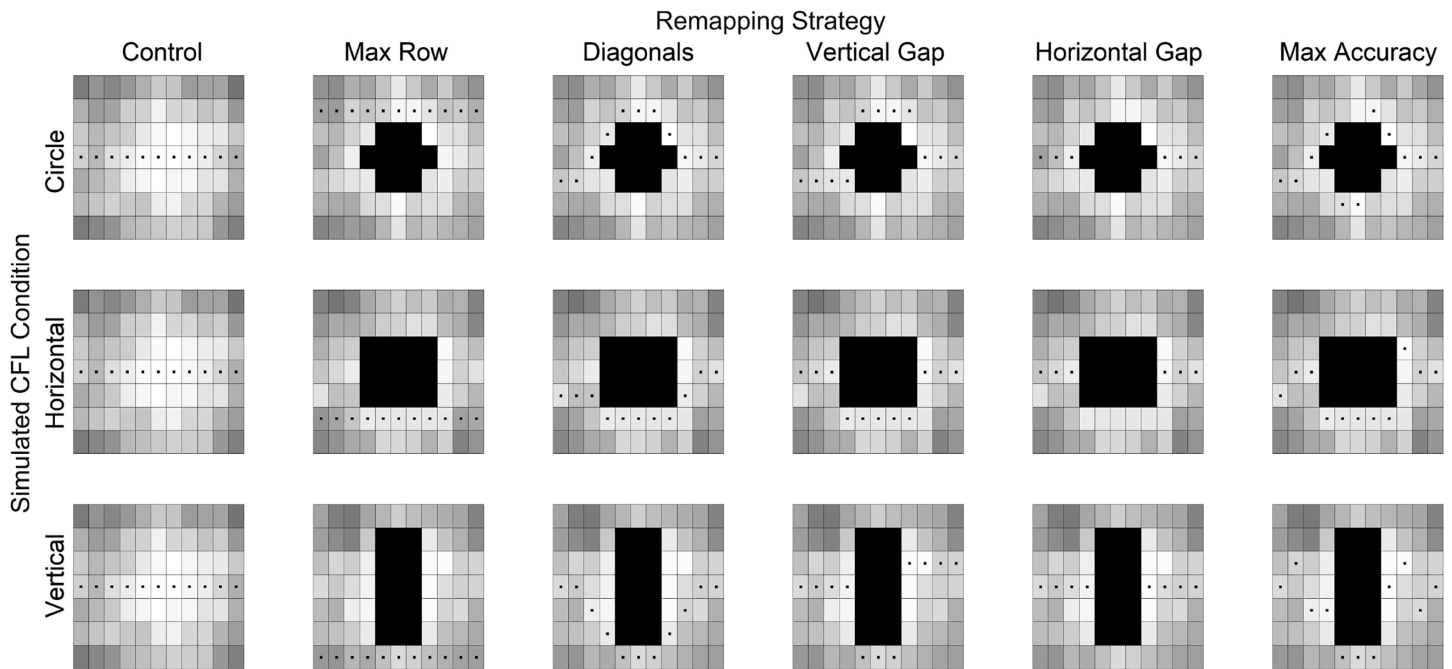 Remapping Strategy
Control Max Row Diagonals Vertical Gap Horizontal Gap Max Accuracy
Simulated CFL Condition
Circle
Horizontal
Vertical